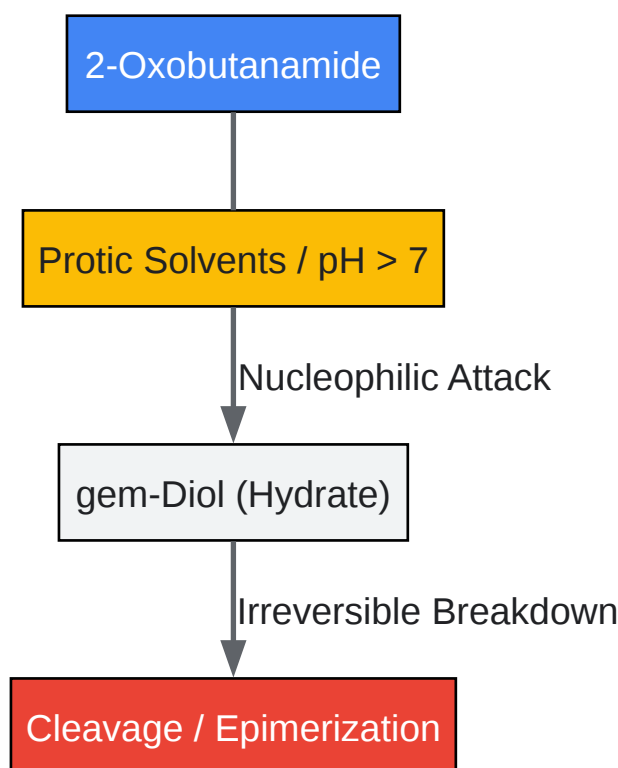 2-Oxobutanamide
Protic Solvents / pH > 7
Nucleophilic Attack
gem-Diol (Hydrate)
Irreversible Breakdown
Cleavage / Epimerization